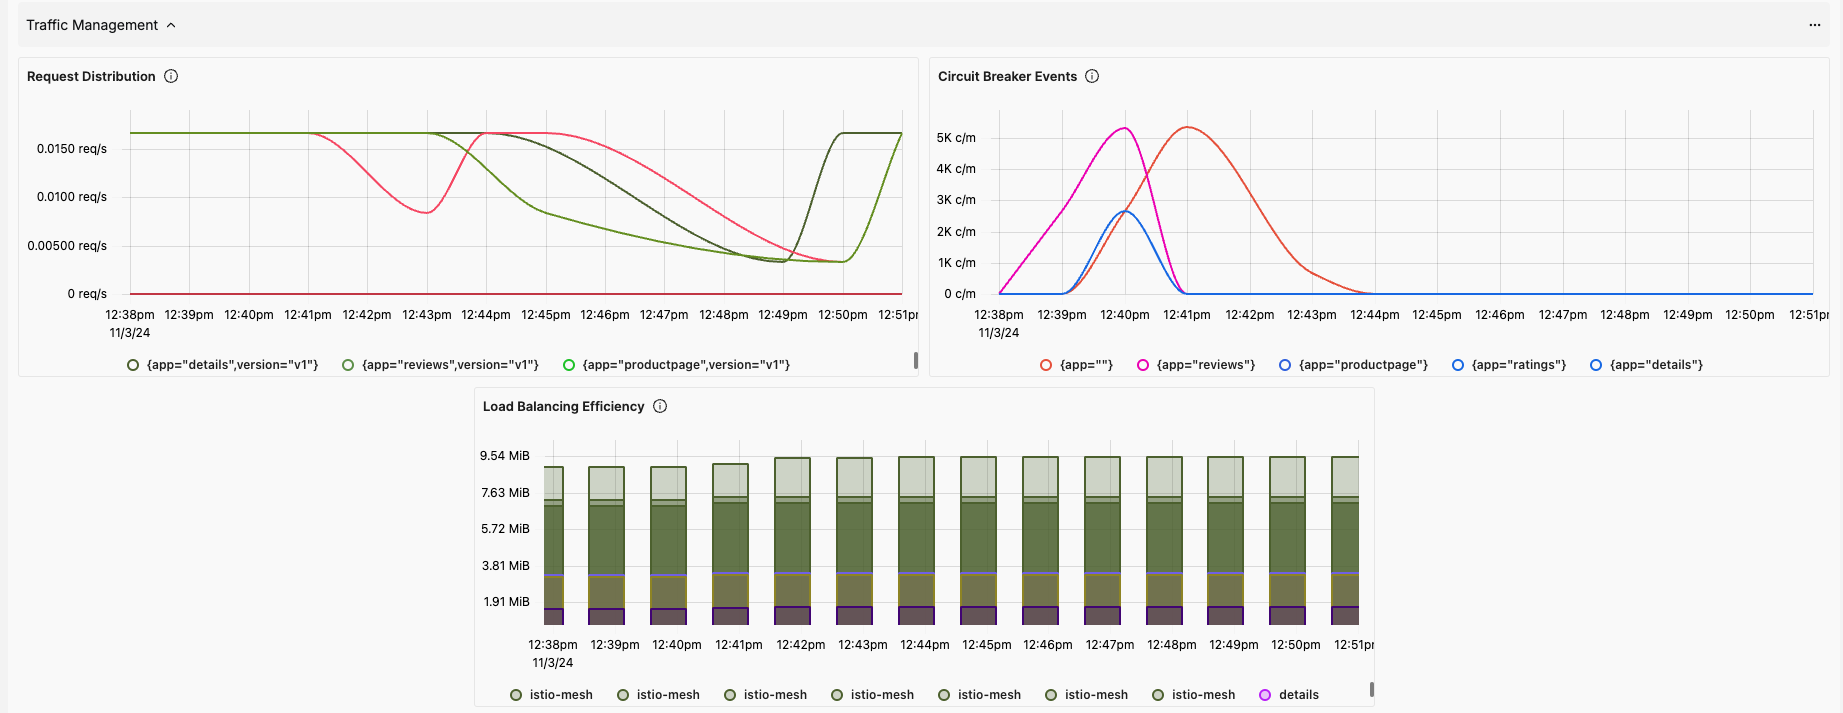 Traffic Management
Request Distribution
0.0150 req/s
0.0100 req/s
0.00500 req/s
0 req/s
12:38pm 12:39pm 12:40pm 12:41pm 12:42pm 12:43pm 12:44pm 12:45pm 12:46pm 12:47pm 12:48pm 12:49pm 12:50pm 12:51p
11/3/24
{app="details",version="v1"} {app="reviews",version="v1"} {app="productpage",version="v1"}
Circuit Breaker Events
5K c/m
4K c/m
3K c/m
2K c/m
1K c/m
0 c/m
12:38pm 12:39pm 12:40pm 12:41pm 12:42pm 12:43pm 12:44pm 12:45pm 12:46pm 12:47pm 12:48pm 12:49pm 12:50pm 12:51p
11/3/24
{app=""} {app="reviews"} {app="productpage"} {app="ratings"} {app="details"}
Load Balancing Efficiency
9.54 MiB
7.63 MiB
5.72 MiB
3.81 MiB
1.91 MiB
12:38pm 12:39pm 12:40pm 12:41pm 12:42pm 12:43pm 12:44pm 12:45pm 12:46pm 12:47pm 12:48pm 12:49pm 12:50pm 12:51p
11/3/24
istio-mesh istio-mesh istio-mesh istio-mesh istio-mesh istio-mesh istio-mesh details